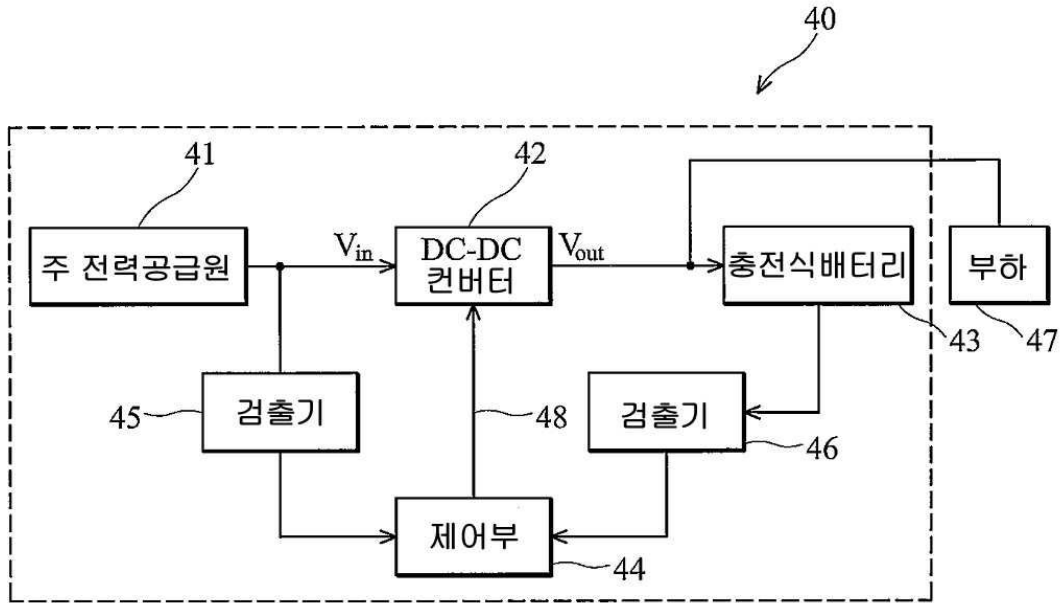 40
41
42
주 전력공급원
Vin
DC-DC
컨버터
Vout
충전식배터리
부하
43
47
45
검출기
48
검출기
46
제어부
44